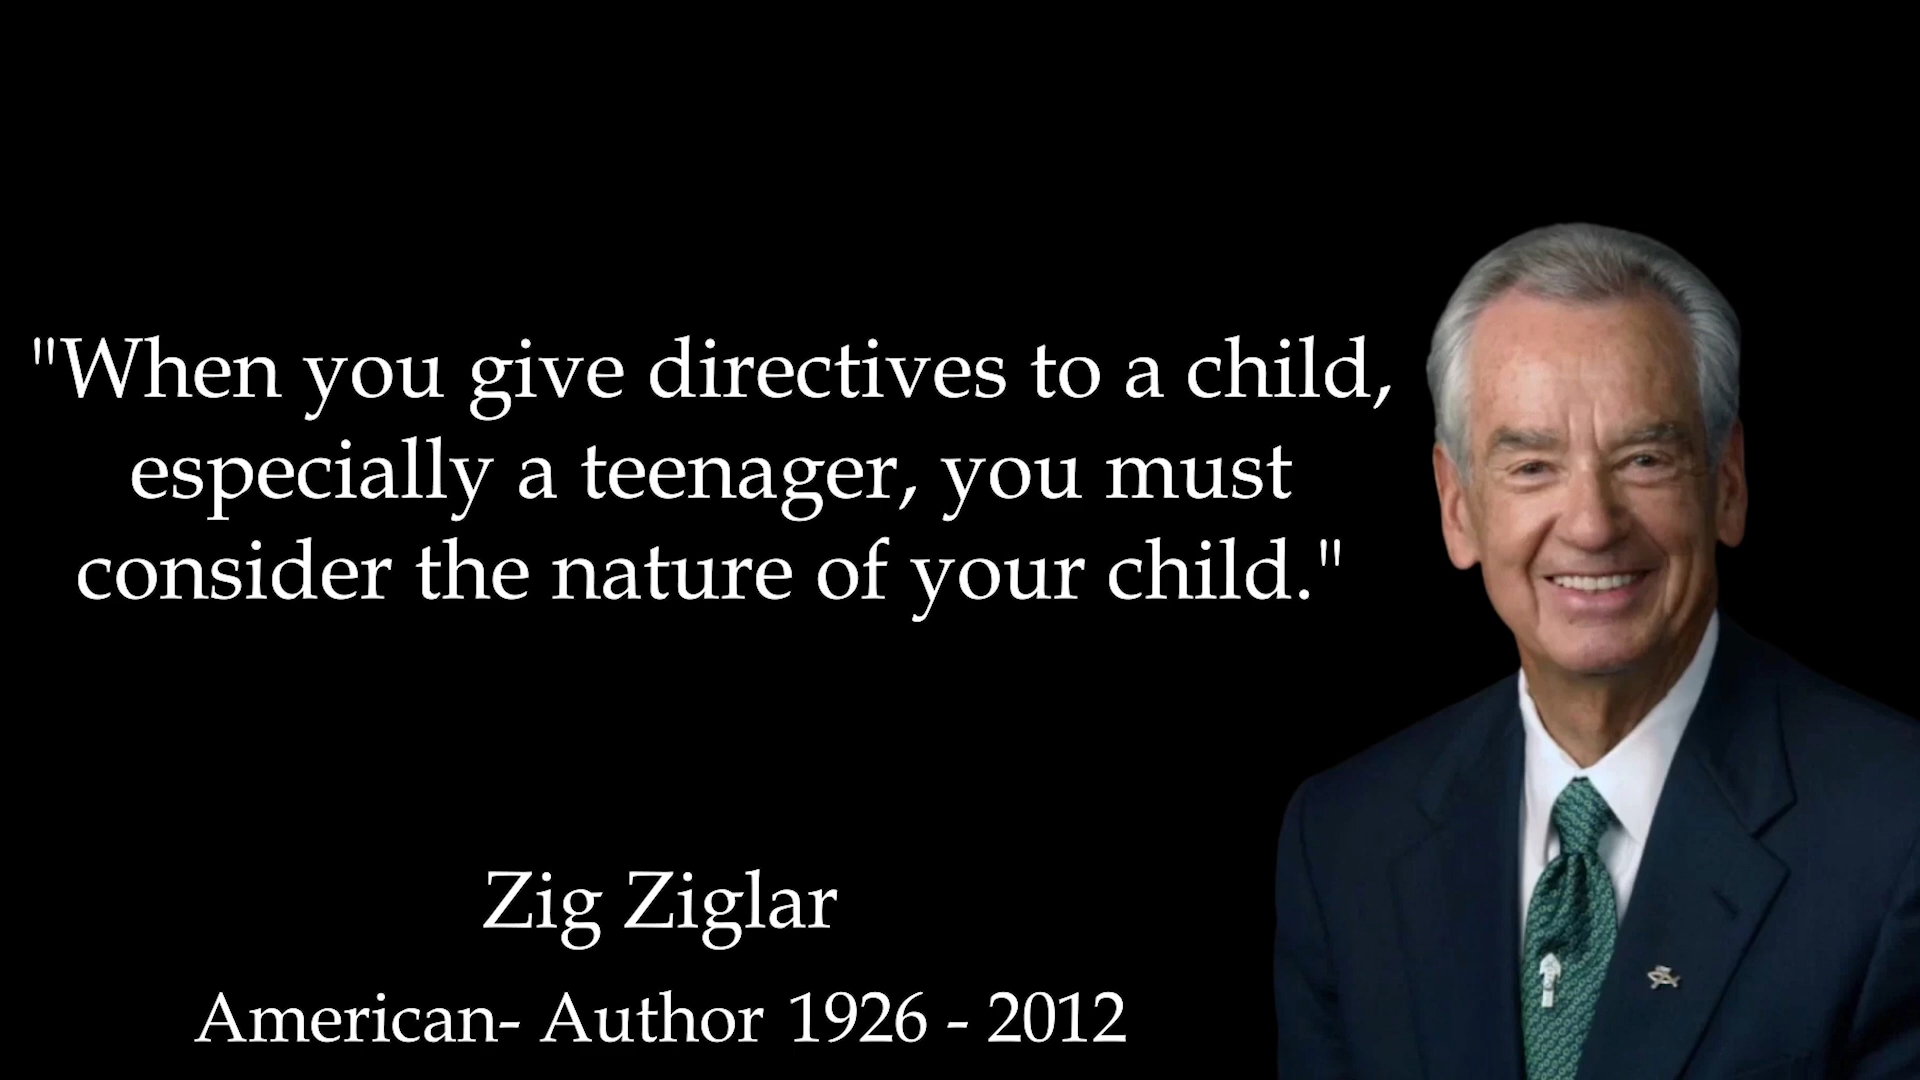 "When you give directives to a child,
especially a teenager, you must
consider the nature of your child."
Zig Ziglar
American- Author 1926 - 2012